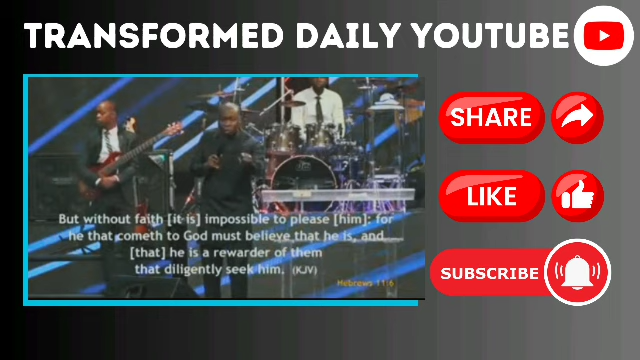 TRANSFORMED DAILY YOUTUBE
But without faith [it is] impossible to please [him]: for
he that cometh to God must believe that he is, and
[that] he is a rewarder of them
that diligently seek him. (KJV)
Hebrews 11:6
SHARE
LIKE
SUBSCRIBE